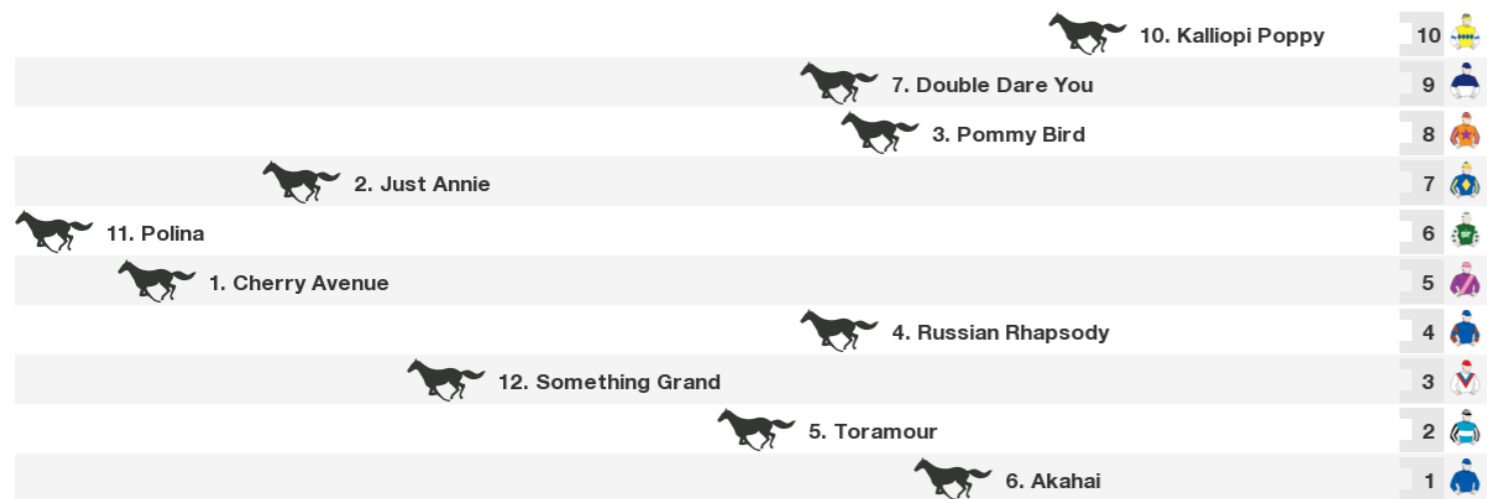 10. Kalliopi Poppy 10
7. Double Dare You 9
3. Pommy Bird 8
2. Just Annie 7
11. Polina 6
1. Cherry Avenue 5
4. Russian Rhapsody 4
12. Something Grand 3
5. Toramour 2
6. Akahai 1